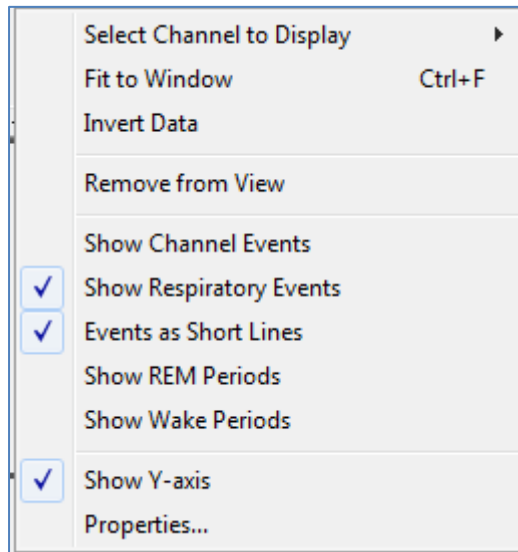 Select Channel to Display
Fit to Window Ctrl+F
Invert Data
Remove from View
Show Channel Events
Show Respiratory Events
Events as Short Lines
Show REM Periods
Show Wake Periods
Show Y-axis
Properties...